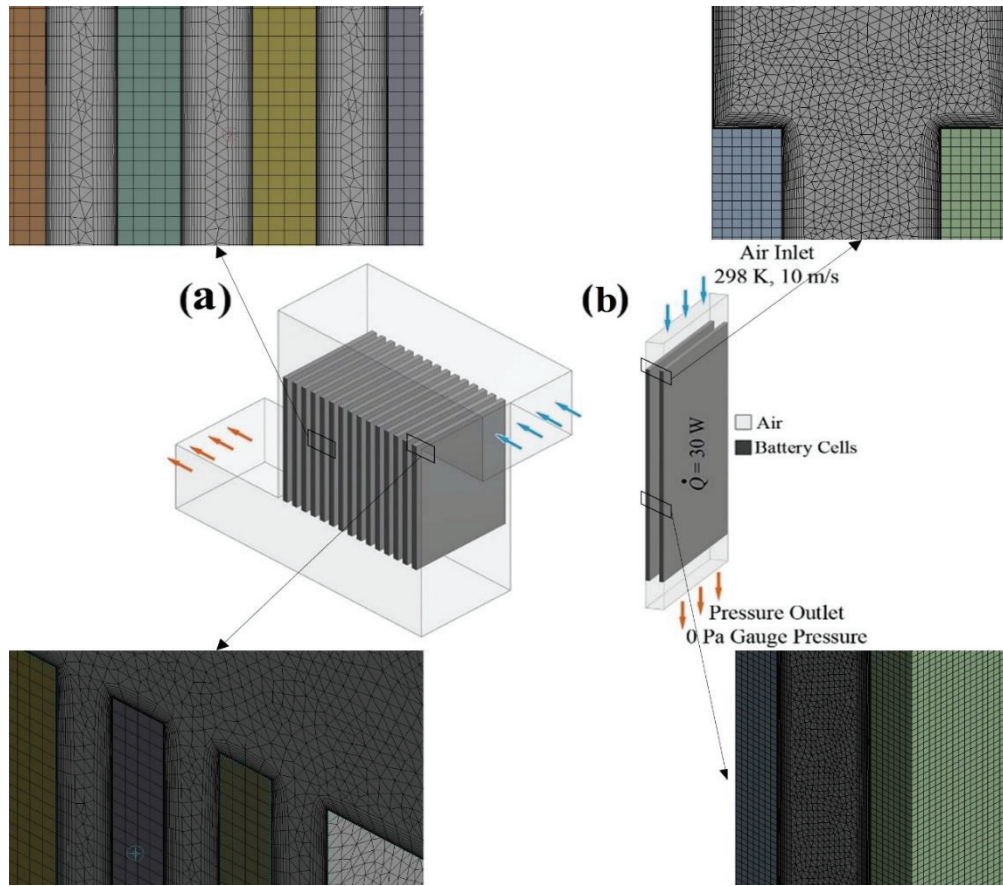 Air Inlet
298 K, 10 m/s
(a)
(b)
Air
Battery Cells
Q̇ = 30 W
Pressure Outlet
0 Pa Gauge Pressure